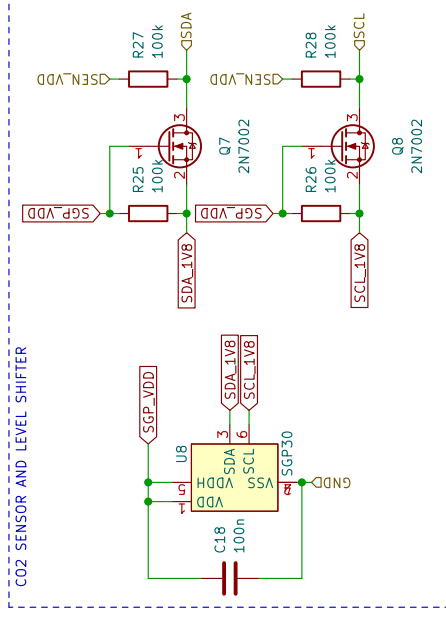 SDA
R27
100k
SEN_VDD
3
1
2
Q7
2N7002
R25
100k
SGP_VDD
SDA_1V8
SCL
R28
100k
SEN_VDD
3
1
2
Q8
2N7002
R26
100k
SGP_VDD
SCL_1V8
CO2 SENSOR AND LEVEL SHIFTER
SGP_VDD
SDA_1V8
SCL_1V8
U8
3
6
SDA
SCL
SGP30
5
VDDH
VSS
GND
1
VDD
C18
100n